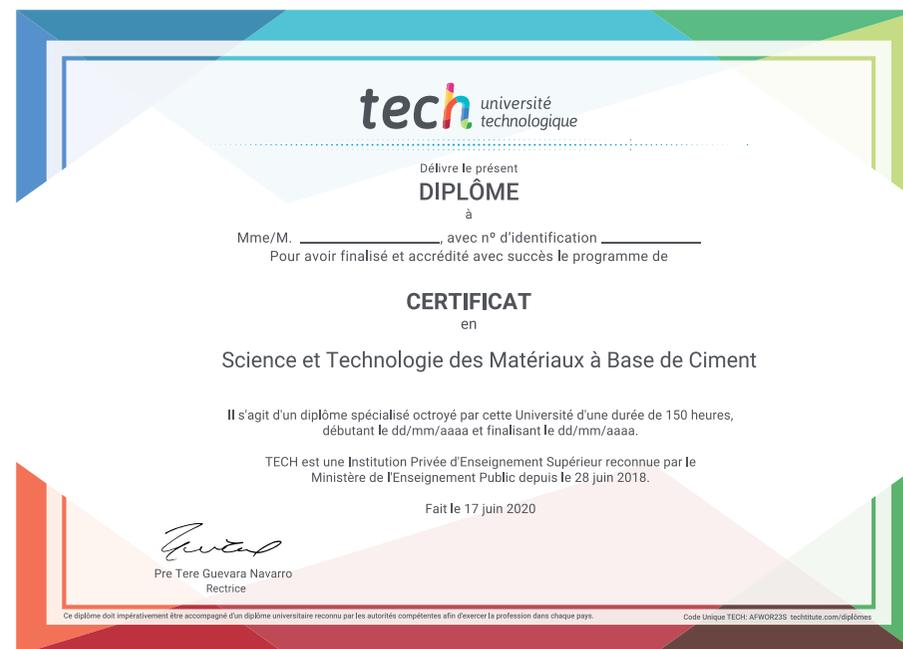 tech université
technologique
Délivre le présent
DIPLÔME
à
Mme/M. ____________, avec nº d'identification ____________
Pour avoir finalisé et accrédité avec succès le programme de
CERTIFICAT
en
Science et Technologie des Matériaux à Base de Ciment
Il s'agit d'un diplôme spécialisé octroyé par cette Université d'une durée de 150 heures,
débutant le dd/mm/aaaa et finalisant le dd/mm/aaaa.
TECH est une Institution Privée d'Enseignement Supérieur reconnue par le
Ministère de l'Enseignement Public depuis le 28 juin 2018.
Fait le 17 juin 2020
Pre Tere Guevara Navarro
Rectrice
Ce diplôme doit impérativement être accompagné d'un diplôme universitaire reconnu par les autorités compétentes afin d'exercer la profession dans chaque pays.
Code Unique TECH: AFWOR23S techtitute.com/diplômes